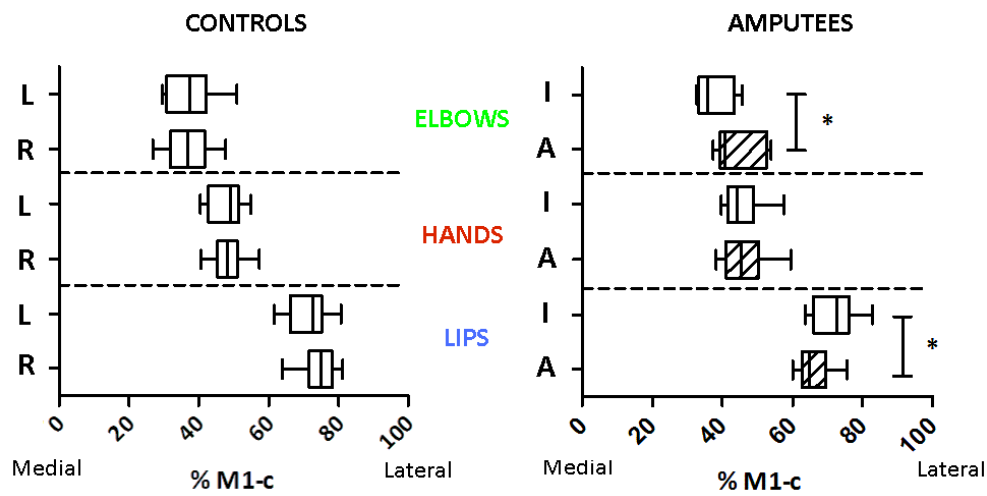 CONTROLS
AMPUTEES
L
R
L
R
L
R
ELBOWS
HANDS
LIPS
I
A
I
A
I
A
*
*
0 20 40 60 80 100
0 20 40 60 80 100
Medial % M1-c Lateral
Medial % M1-c Lateral